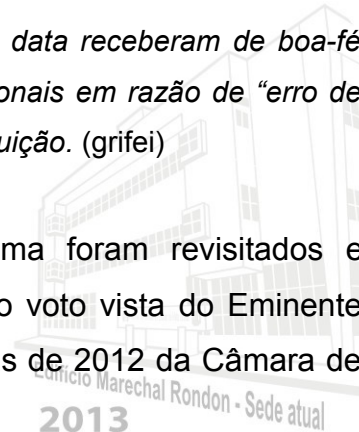 data receberam de boa-fé
onais em razão de “erro de
uição. (grifei)
ma foram revisitados e
o voto vista do Eminente
s de 2012 da Câmara de
Edifício Marechal Rondon - Sede atual
2013